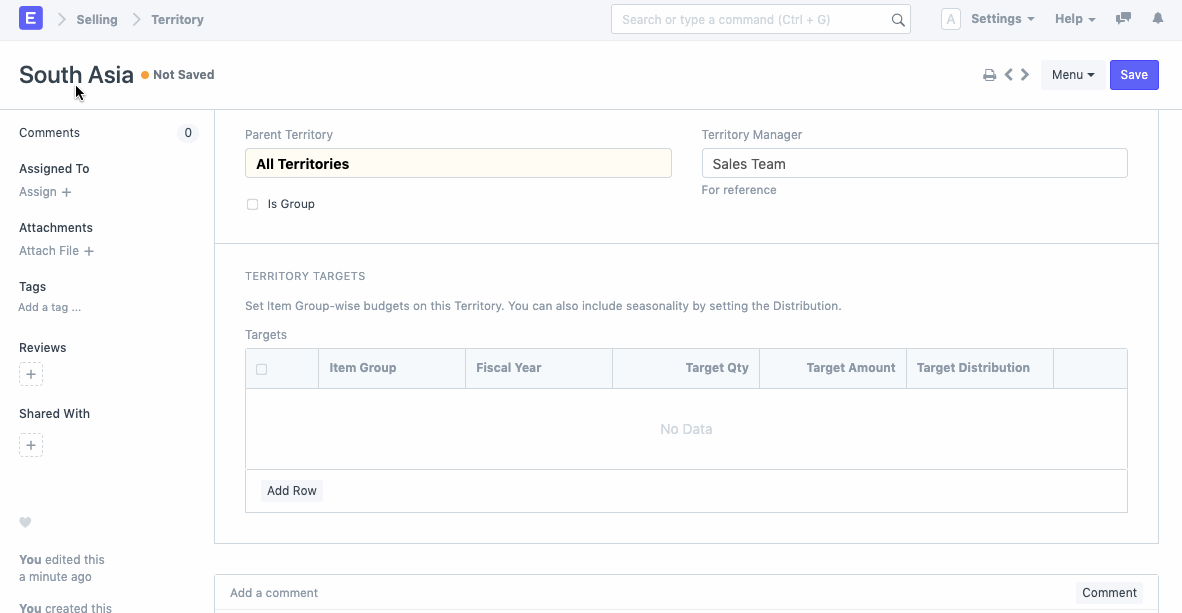 E Selling Territory
Search or type a command (Ctrl + G)
A Settings Help
South Asia Not Saved
Menu Save
Comments 0
Assigned To
Assign +
Attachments
Attach File +
Tags
Add a tag ...
Reviews
+
Shared With
+
You edited this
a minute ago
You created this
Parent Territory
All Territories
Is Group
Territory Manager
Sales Team
For reference
TERRITORY TARGETS
Set Item Group-wise budgets on this Territory. You can also include seasonality by setting the Distribution.
Targets
Item Group Fiscal Year Target Qty Target Amount Target Distribution
No Data
Add Row
Add a comment Comment